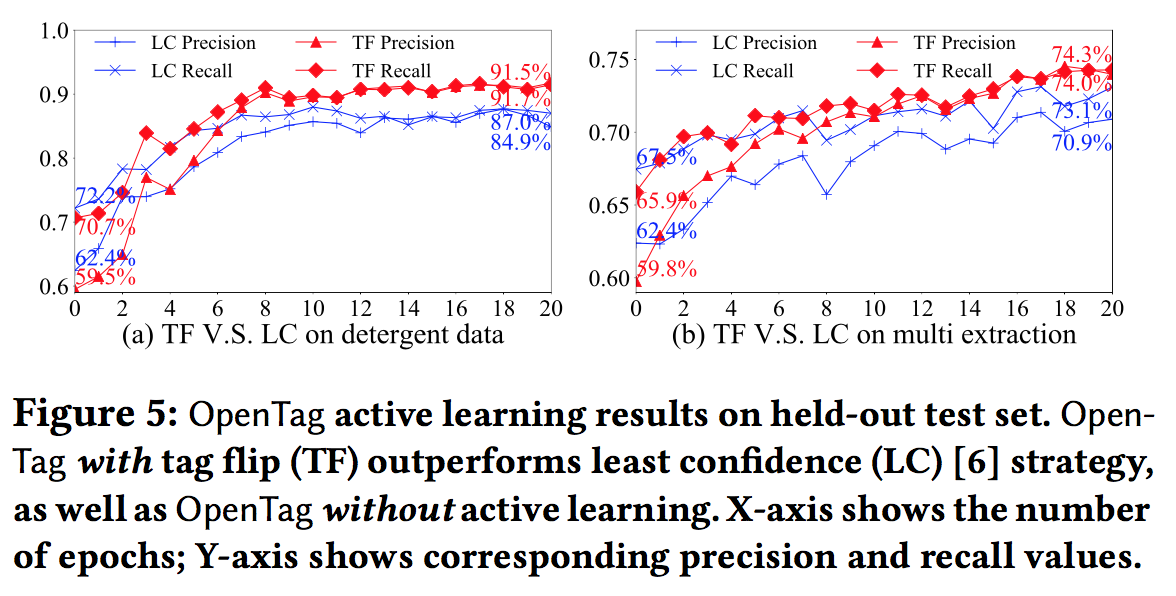 1.0
0.9
0.8
0.7
0.6
LC Precision TF Precision
LC Recall TF Recall
91.5%
91.7%
87.0%
84.9%
72.2%
70.7%
62.4%
59.5%
0 2 4 6 8 10 12 14 16 18 20
(a) TF V.S. LC on detergent data
0.75
0.70
0.65
0.60
LC Precision TF Precision
LC Recall TF Recall
74.3%
74.0%
73.1%
70.9%
67.5%
65.9%
62.4%
59.8%
0 2 4 6 8 10 12 14 16 18 20
(b) TF V.S. LC on multi extraction
Figure 5: OpenTag active learning results on held-out test set. Open-
Tag with tag flip (TF) outperforms least confidence (LC) [6] strategy,
as well as OpenTag without active learning. X-axis shows the number
of epochs; Y-axis shows corresponding precision and recall values.